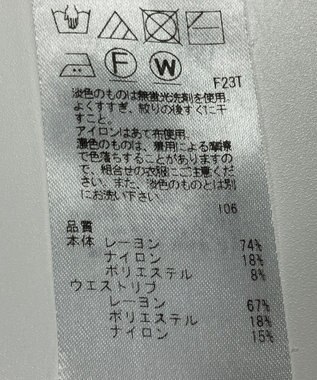 F W
F23T
淡色のものは無蛍光洗剤を使用。
よくすすぎ、絞りの後すぐに干
すこと。
アイロンはあて布使用。
濃色のものは、着用による摩擦
で色落ちすることがありますの
で、組合せの衣服にご注意くだ
さい。また、淡色のものとは別
にお洗い下さい。
106
品質
本体 レーヨン 74%
ナイロン 18%
ポリエステル 8%
ウエストリブ
レーヨン 67%
ポリエステル 18%
ナイロン 15%